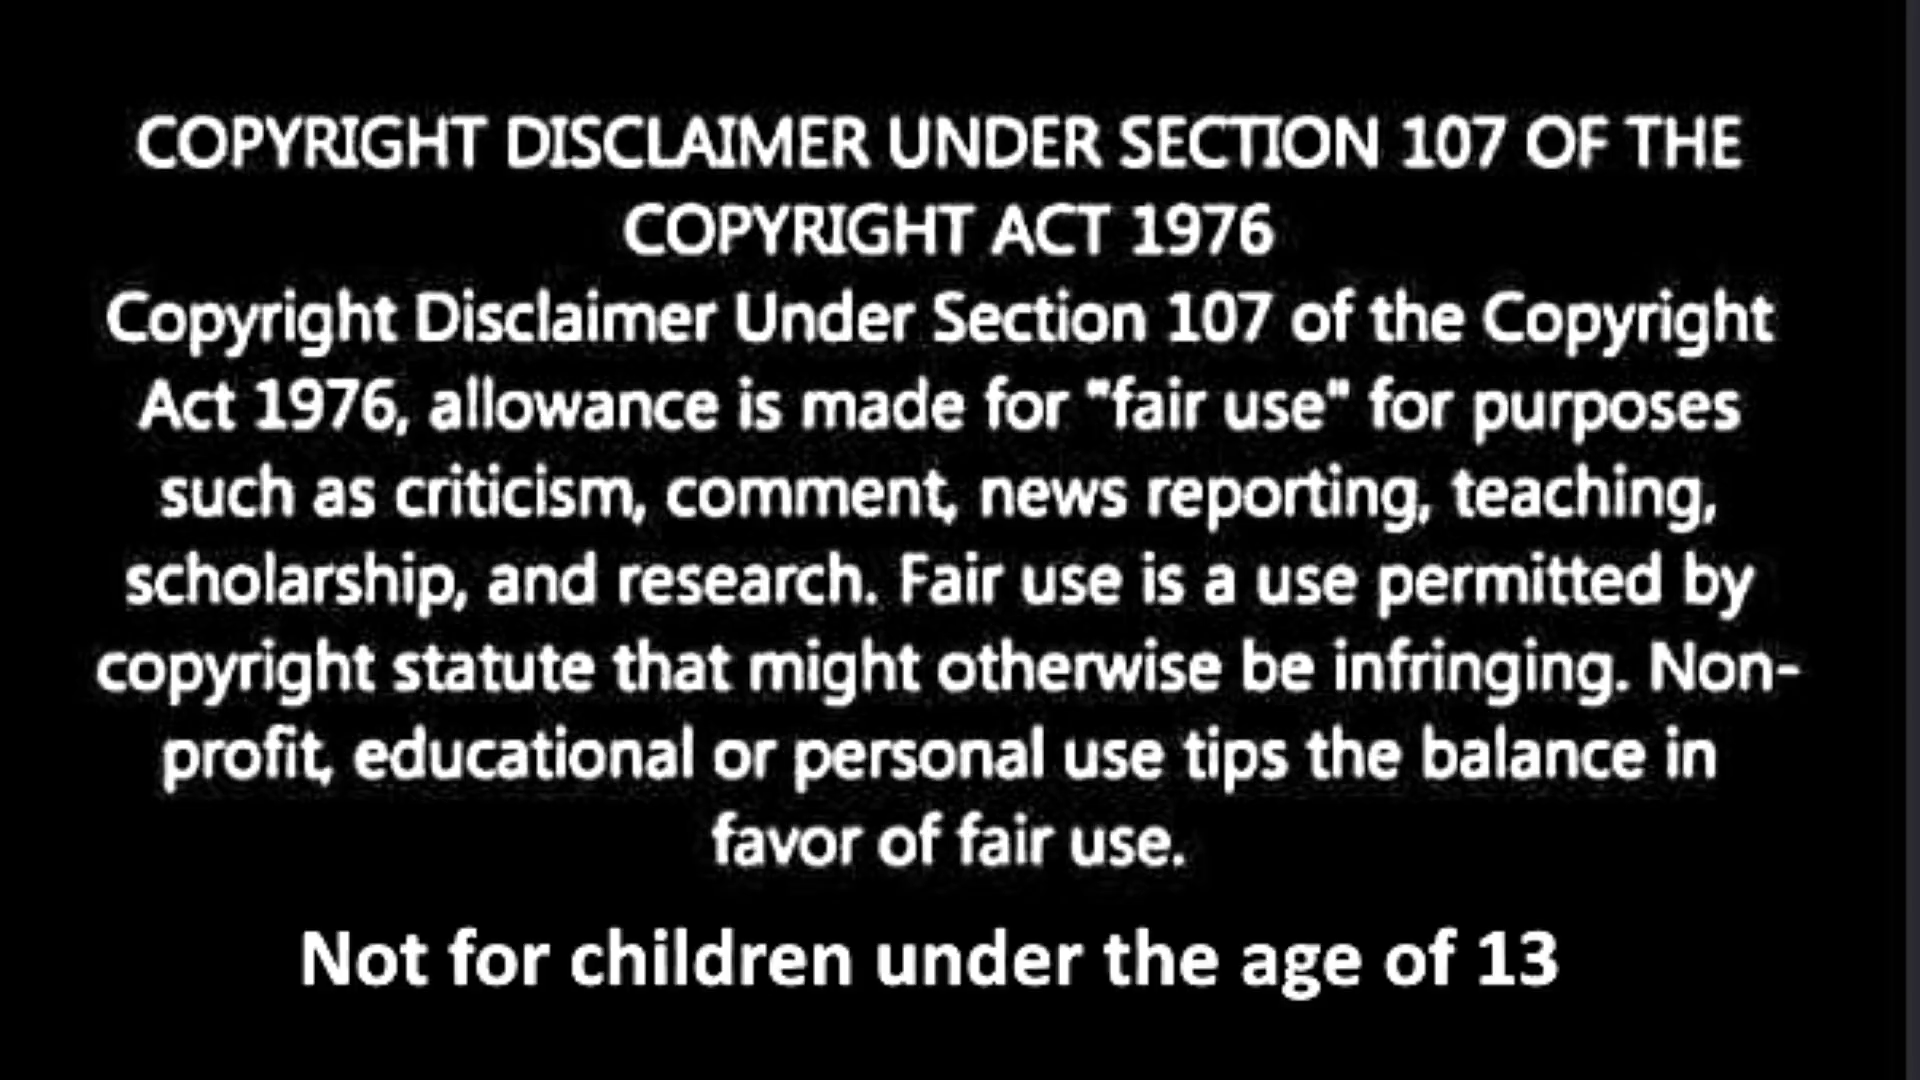 COPYRIGHT DISCLAIMER UNDER SECTION 107 OF THE
COPYRIGHT ACT 1976
Copyright Disclaimer Under Section 107 of the Copyright
Act 1976, allowance is made for "fair use" for purposes
such as criticism, comment, news reporting, teaching,
scholarship, and research. Fair use is a use permitted by
copyright statute that might otherwise be infringing. Non-
profit, educational or personal use tips the balance in
favor of fair use.
Not for children under the age of 13